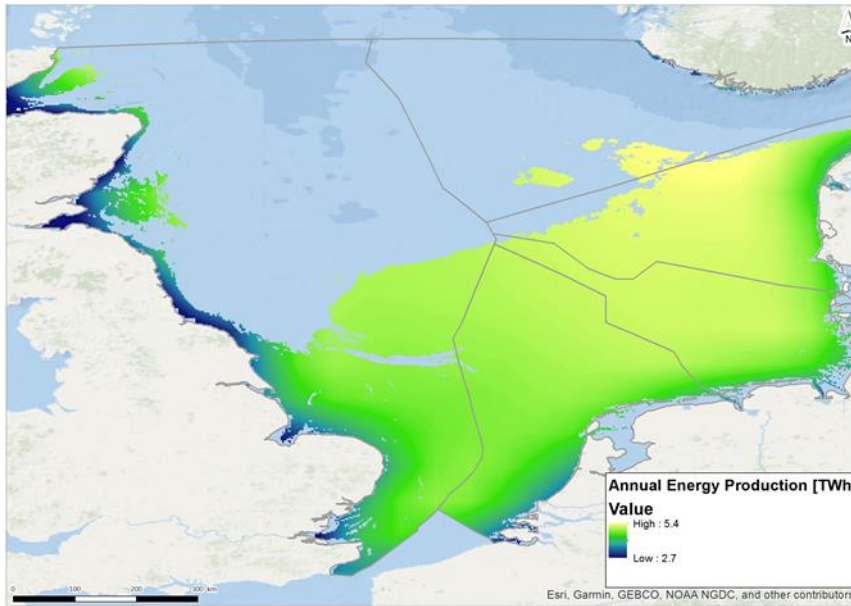 N
Annual Energy Production [TWh
Value
High : 5.4
Low : 2.7
0 100 200 300 km
Esri, Garmin, GEBCO, NOAA NGDC, and other contributors